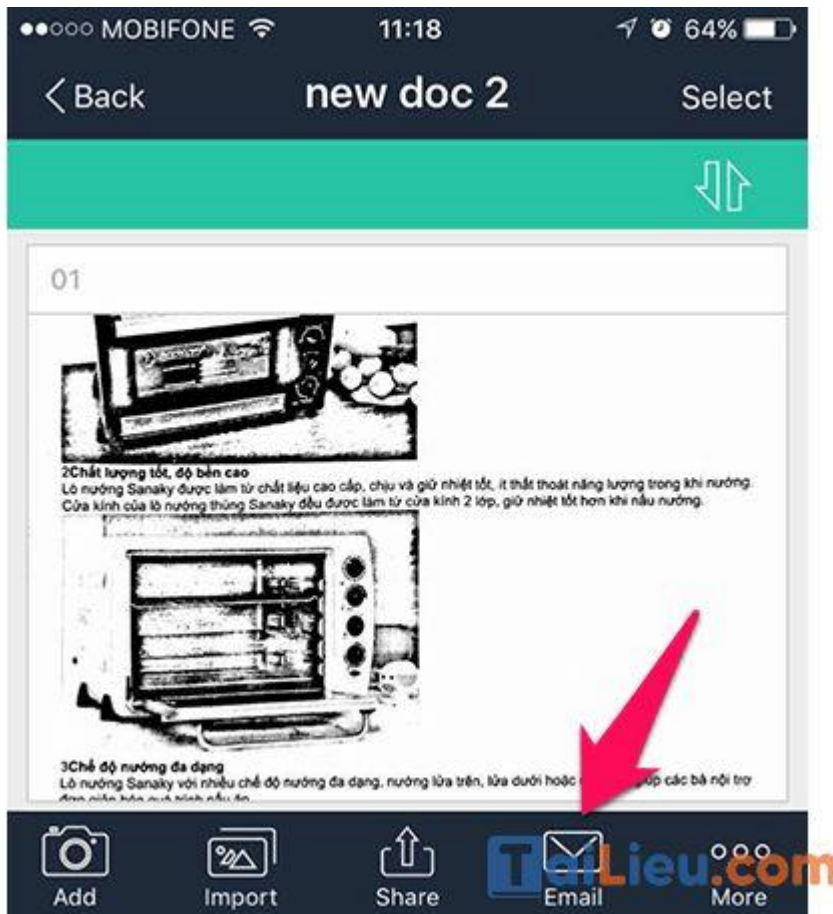 MOBIFONE 11:18 64%
Back new doc 2 Select
01
2Chất lượng tốt, độ bền cao
Lò nướng Sanaky được làm từ chất liệu cao cấp, chịu và giữ nhiệt tốt, ít thất thoát năng lượng trong khi nướng.
Cửa kính của lò nướng thùng Sanaky đều được làm từ cửa kính 2 lớp, giữ nhiệt tốt hơn khi nấu nướng.
3Chế độ nướng đa dạng
Lò nướng Sanaky với nhiều chế độ nướng đa dạng, nướng lửa trên, lửa dưới hoặc các bà nội trợ
TaiLieu.com
Add Import Share Email More